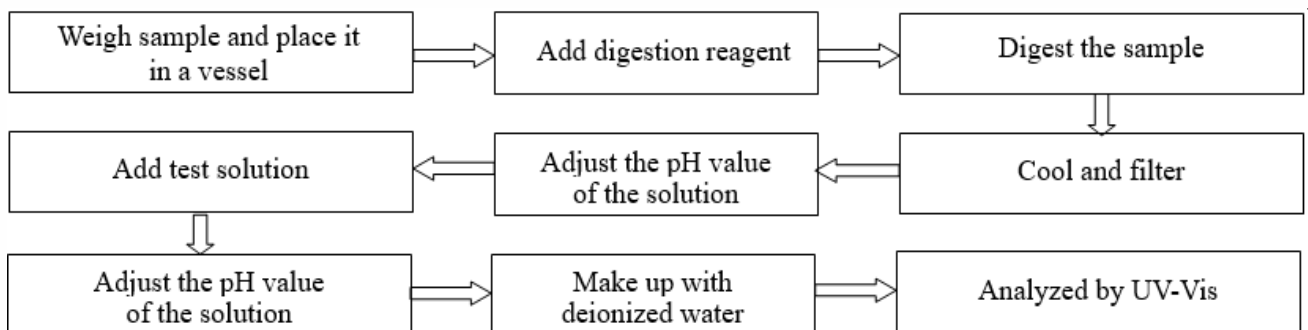 Weigh sample and place it
in a vessel
Add digestion reagent
Digest the sample
Cool and filter
Adjust the pH value
of the solution
Add test solution
Adjust the pH value
of the solution
Make up with
deionized water
Analyzed by UV-Vis